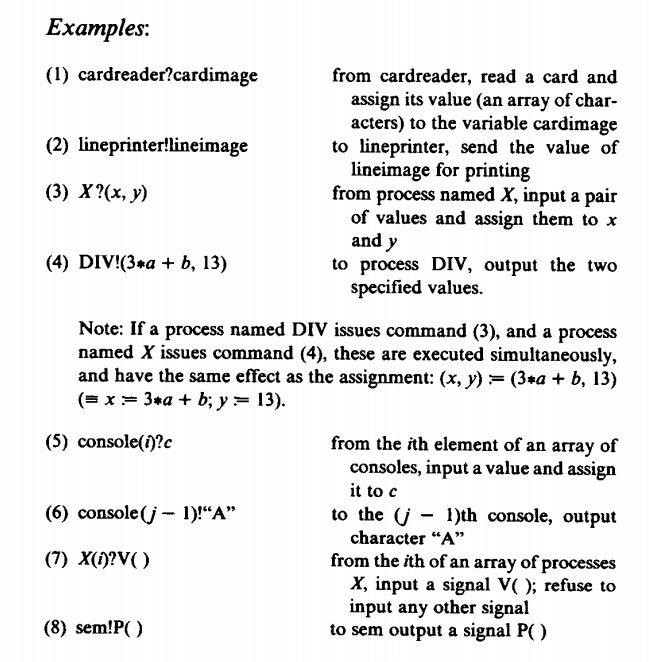 Examples:
(1) cardreader?cardimage from cardreader, read a card and
assign its value (an array of char-
acters) to the variable cardimage
(2) lineprinter!lineimage to lineprinter, send the value of
lineimage for printing
(3) X?(x, y) from process named X, input a pair
of values and assign them to x
and y
(4) DIV!(3*a + b, 13) to process DIV, output the two
specified values.
Note: If a process named DIV issues command (3), and a process
named X issues command (4), these are executed simultaneously,
and have the same effect as the assignment: (x, y) := (3*a + b, 13)
(≡ x := 3*a + b; y := 13).
(5) console(i)?c from the ith element of an array of
consoles, input a value and assign
it to c
(6) console(j − 1)!“A” to the (j − 1)th console, output
character “A”
(7) X(i)?V( ) from the ith of an array of processes
X, input a signal V( ); refuse to
input any other signal
(8) sem!P( ) to sem output a signal P( )